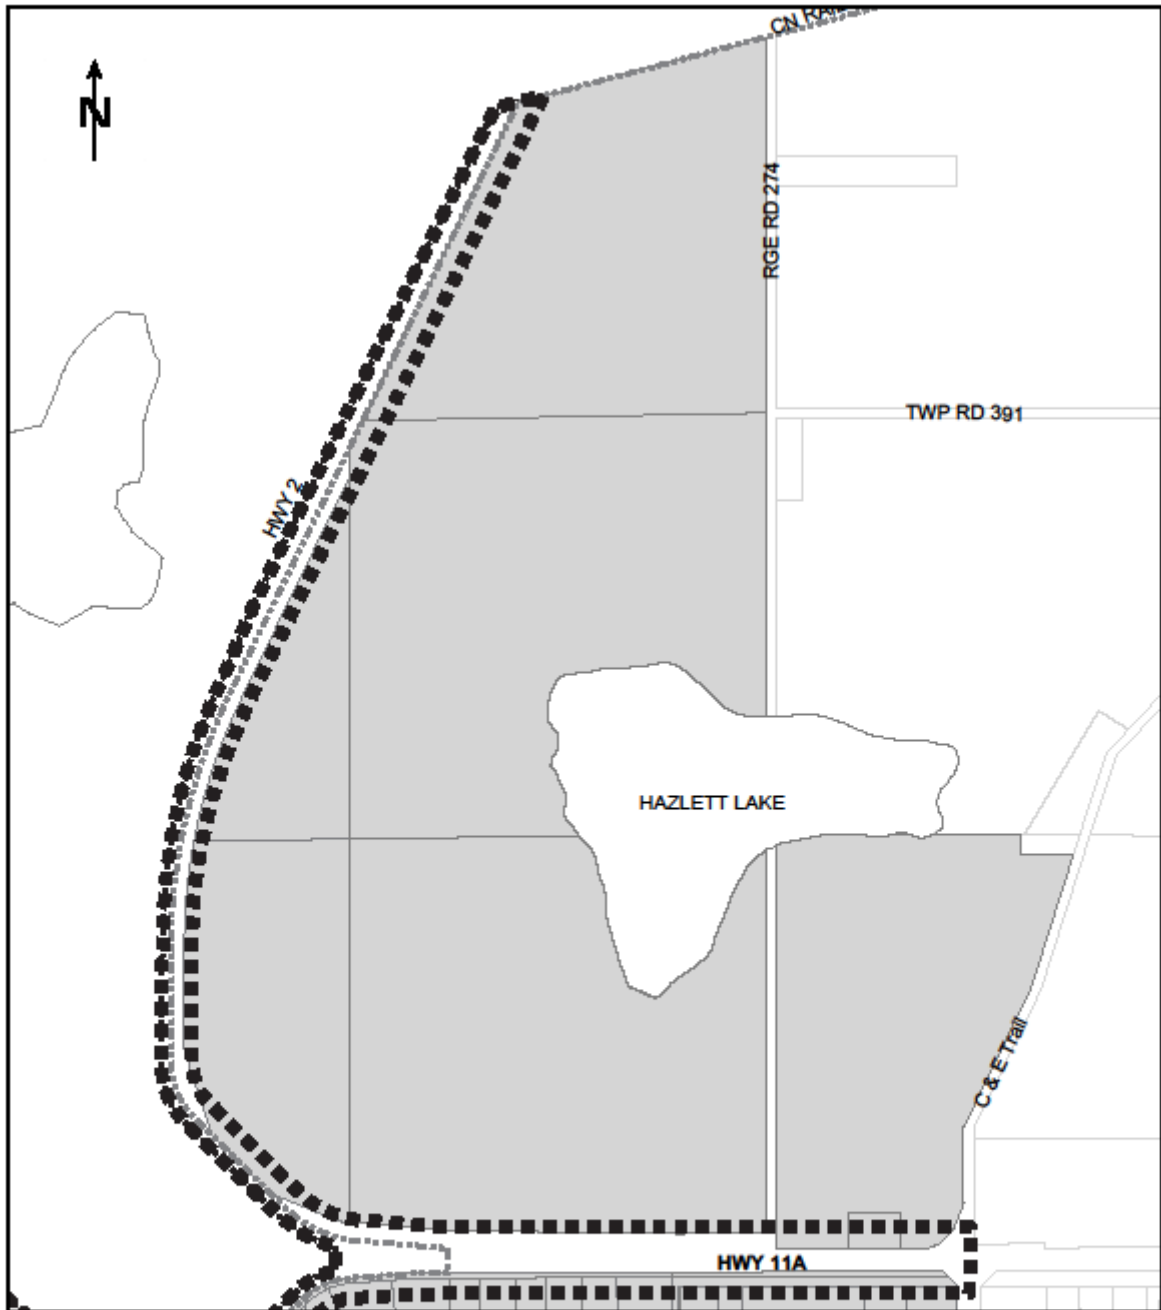 CN RAIL
N
RGE RD 274
TWP RD 391
HWY 2
HAZLETT LAKE
C & E Trail
HWY 11A